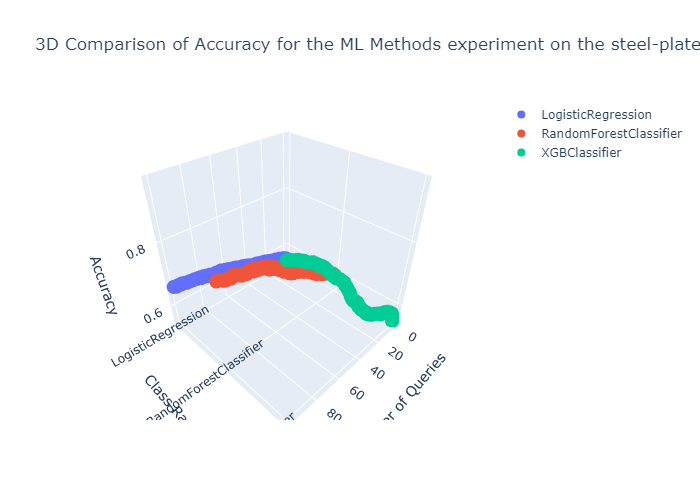 3D Comparison of Accuracy for the ML Methods experiment on the steel-plate
LogisticRegression
RandomForestClassifier
XGBClassifier
0.8
0.6
Accuracy
LogisticRegression
RandomForestClassifier
0
20
40
60
80
of Queries